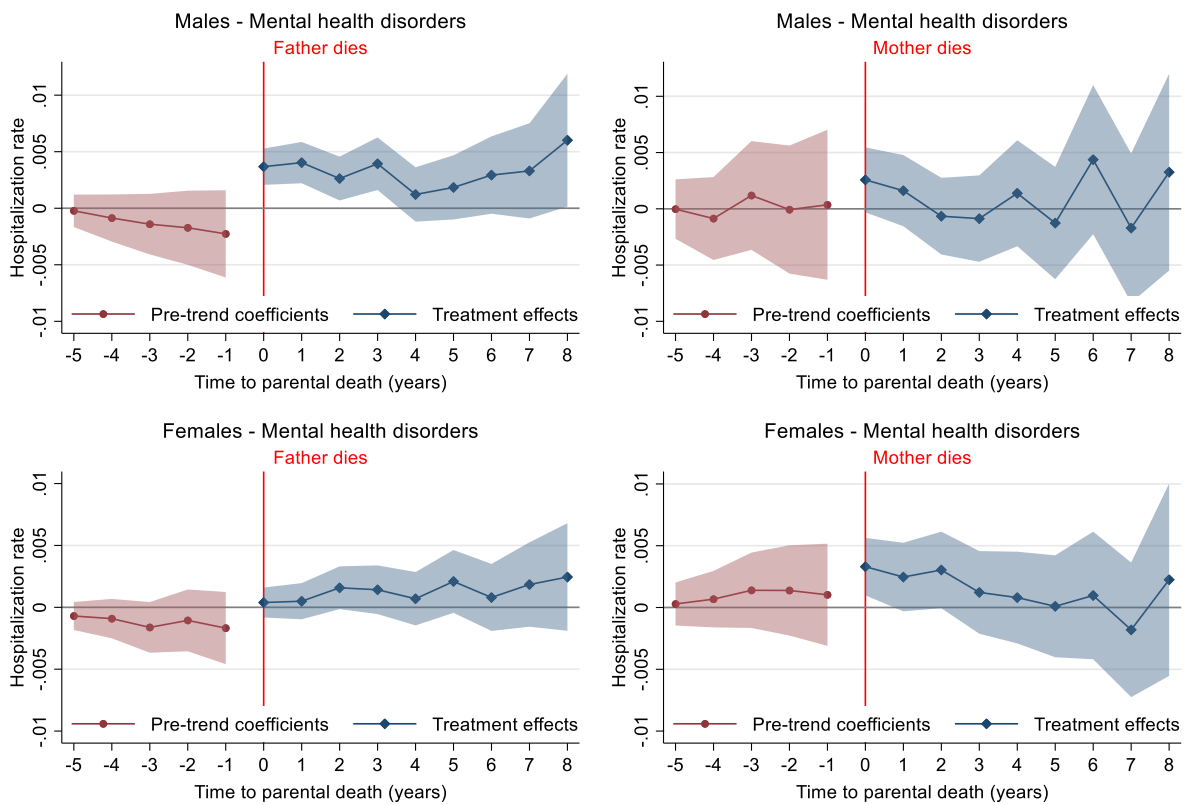 Males - Mental health disorders
Father dies
Hospitalization rate
.01
.005
0
-.005
-.01
Pre-trend coefficients
Treatment effects
-5 -4 -3 -2 -1 0 1 2 3 4 5 6 7 8
Time to parental death (years)
Males - Mental health disorders
Mother dies
Hospitalization rate
.01
.005
0
-.005
-.01
Pre-trend coefficients
Treatment effects
-5 -4 -3 -2 -1 0 1 2 3 4 5 6 7 8
Time to parental death (years)
Females - Mental health disorders
Father dies
Hospitalization rate
.01
.005
0
-.005
-.01
Pre-trend coefficients
Treatment effects
-5 -4 -3 -2 -1 0 1 2 3 4 5 6 7 8
Time to parental death (years)
Females - Mental health disorders
Mother dies
Hospitalization rate
.01
.005
0
-.005
-.01
Pre-trend coefficients
Treatment effects
-5 -4 -3 -2 -1 0 1 2 3 4 5 6 7 8
Time to parental death (years)